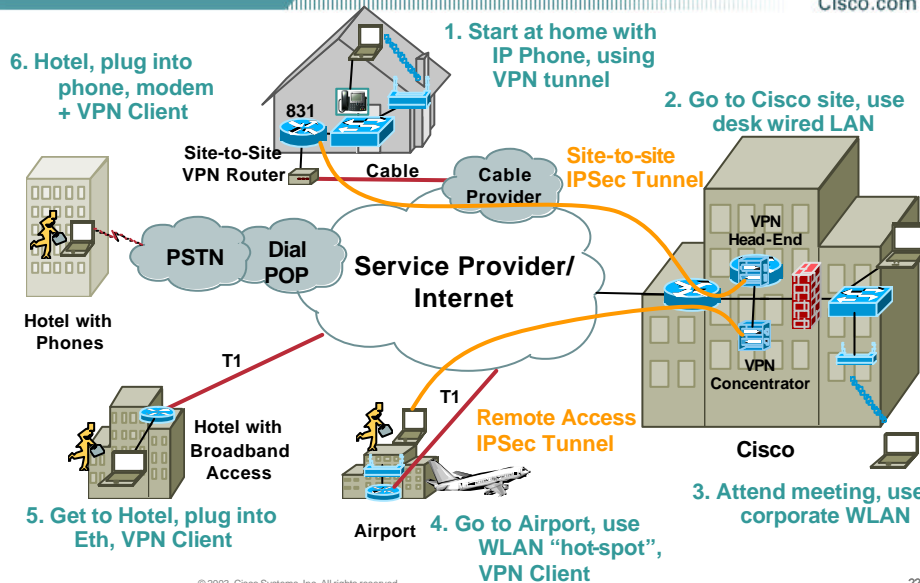 Cisco.com
1. Start at home with
IP Phone, using
VPN tunnel
6. Hotel, plug into
phone, modem
+ VPN Client
2. Go to Cisco site, use
desk wired LAN
831
Site-to-Site
VPN Router
Cable
Cable
Provider
Site-to-site
IPSec Tunnel
VPN
Head-End
PSTN
Dial
POP
Service Provider/
Internet
Hotel with
Phones
VPN
Concentrator
T1
T1
Hotel with
Broadband
Access
Remote Access
IPSec Tunnel
Cisco
3. Attend meeting, use
corporate WLAN
5. Get to Hotel, plug into
Eth, VPN Client
Airport
4. Go to Airport, use
WLAN “hot-spot”,
VPN Client